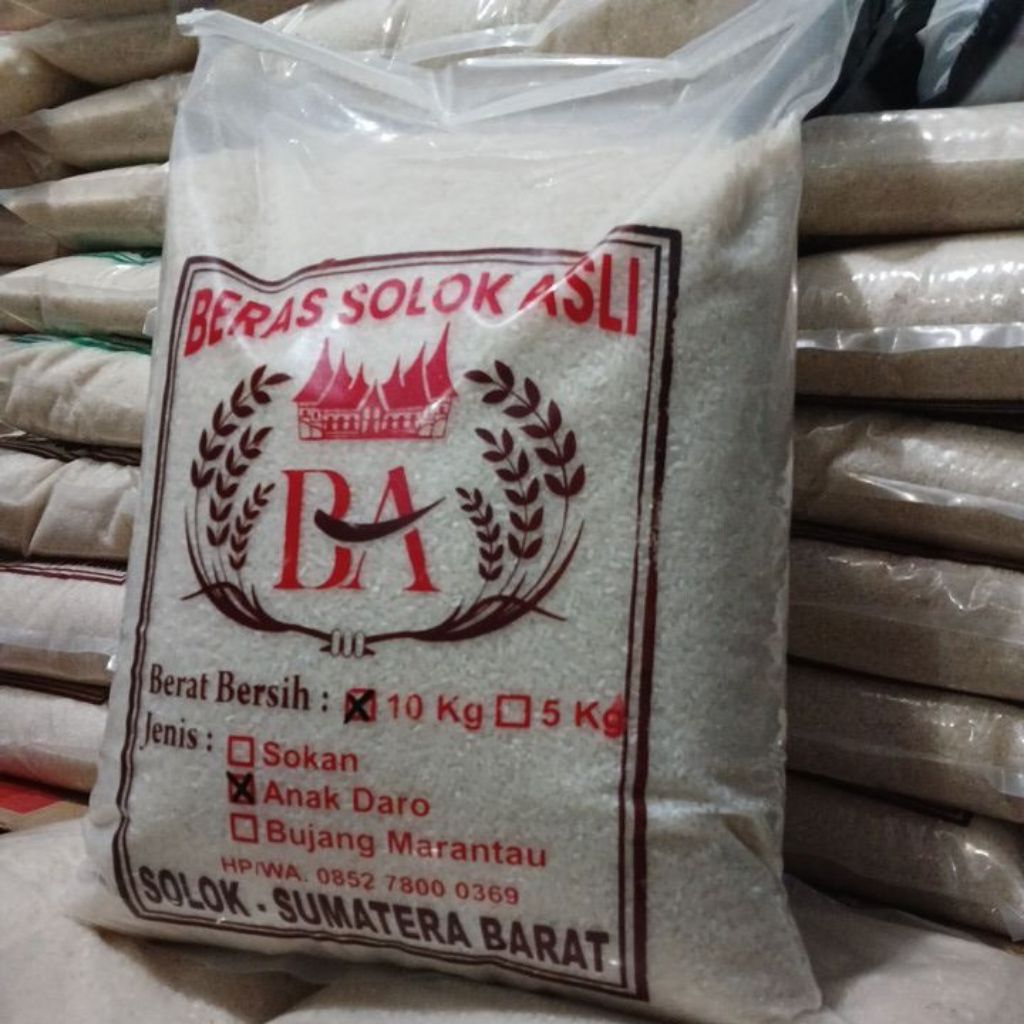 BERAS SOLOK ASLI
BA
Berat Bersih : 10 Kg 5 Kg
Jenis :
Sokan
Anak Daro
Bujang Marantau
HP/WA. 0852 7800 0369
SOLOK - SUMATERA BARAT